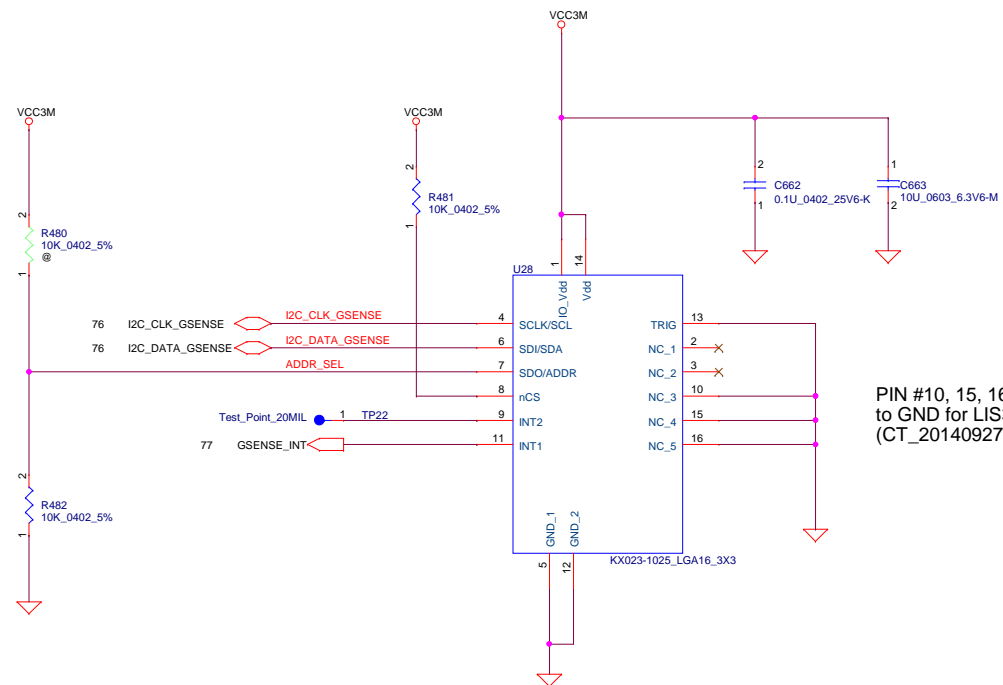 VCC3M
VCC3M
VCC3M
2
R480
10K_0402_5%
@
1
2
R481
10K_0402_5%
1
2
C662
0.1U_0402_25V6-K
1
1
C663
10U_0603_6.3V6-M
2
U28
1
IO_Vdd
14
Vdd
76 I2C_CLK_GSENSE
I2C_CLK_GSENSE
4
SCLK/SCL
76 I2C_DATA_GSENSE
I2C_DATA_GSENSE
6
SDI/SDA
ADDR_SEL
7
SDO/ADDR
8
nCS
Test_Point_20MIL
1
TP22
9
INT2
77 GSENSE_INT
11
INT1
TRIG
13
NC_1
2
NC_2
3
NC_3
10
NC_4
15
NC_5
16
GND_1
5
GND_2
12
KX023-1025_LGA16_3X3
2
R482
10K_0402_5%
1
PIN #10, 15, 16
to GND for LIS
(CT_20140927